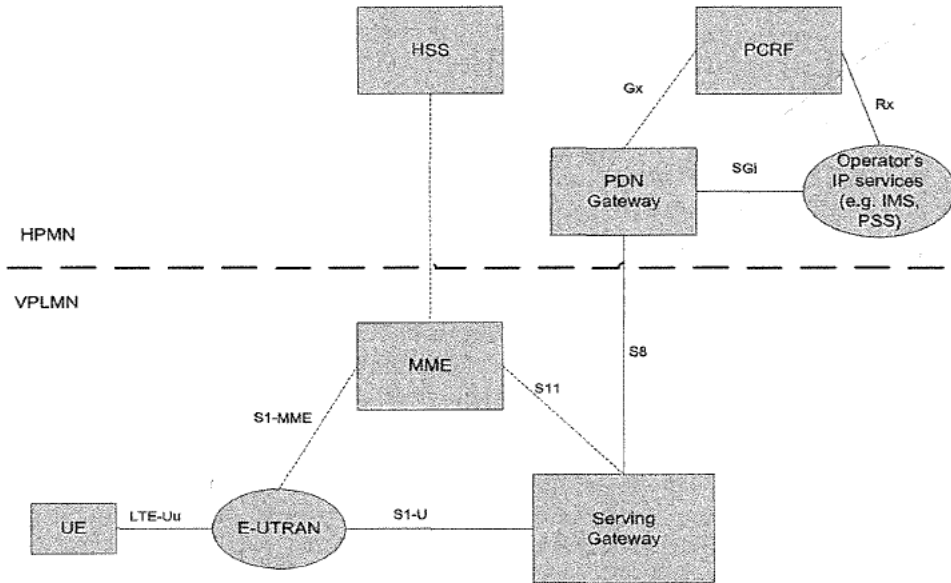 HSS
PCRF
Gx
Rx
PDN
Gateway
SGi
Operator's
IP services
(e.g. IMS,
PSS)
HPMN
VPLMN
MME
S8
S11
S1-MME
UE
LTE-Uu
E-UTRAN
S1-U
Serving
Gateway